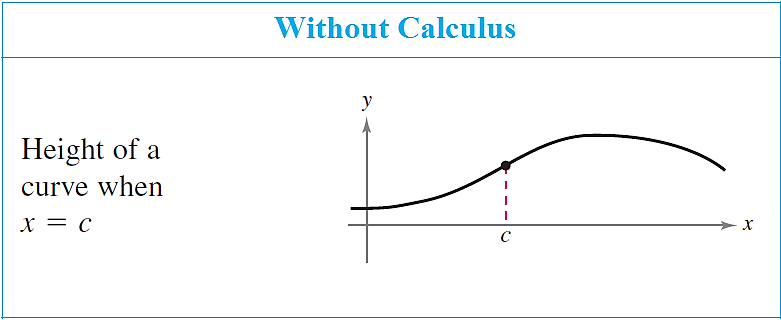 Without Calculus
Height of a
curve when
x = c
y
x
c